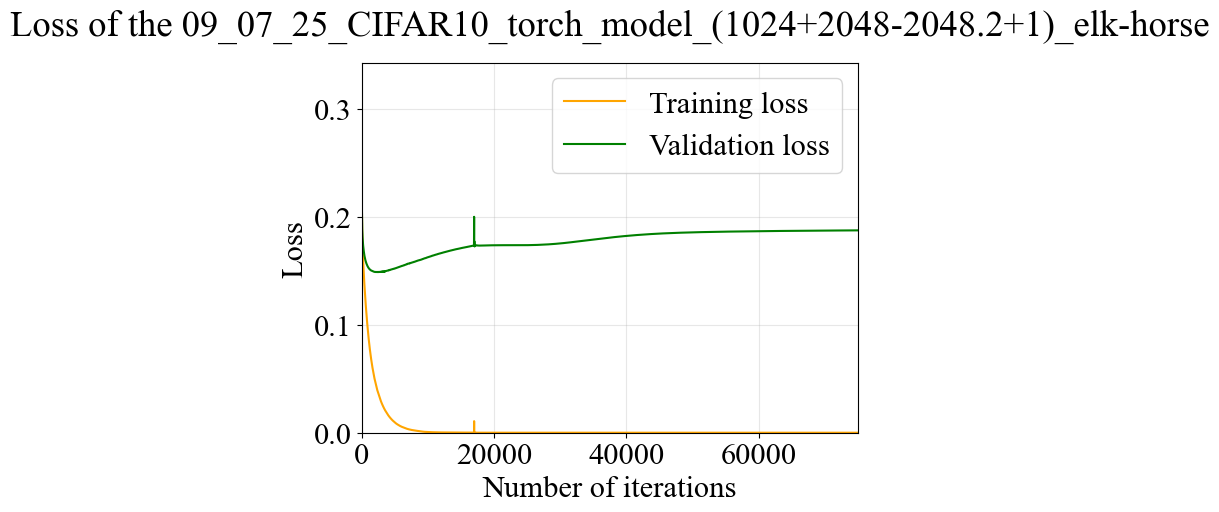 Loss of the 09_07_25_CIFAR10_torch_model_(1024+2048-2048.2+1)_elk-horse
Training loss
Validation loss
0.3
0.2
0.1
0.0
Loss
0 20000 40000 60000
Number of iterations